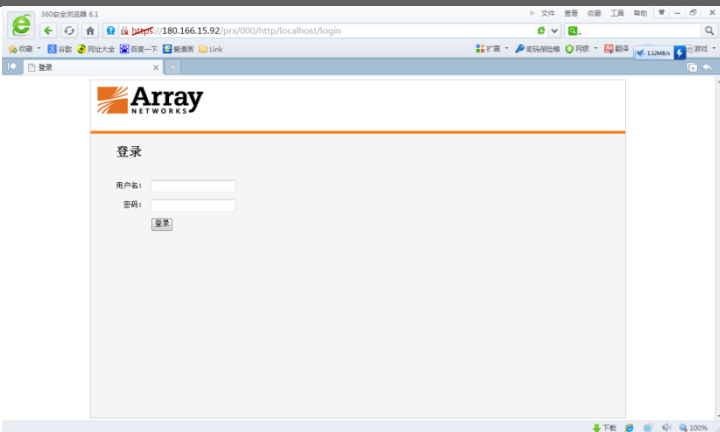 360安全浏览器 6.1
» 文件 查看 收藏 工具 帮助
https://180.166.15.92/prx/000/http/localhost/login
收藏 谷歌 网址大全 百度一下 爱墙画 Link 扩展 密码保险箱 网银 翻译 1.12MB/s 游戏
登录
Array
NETWORKS
登录
用户名:
密码:
登录
下载 100%